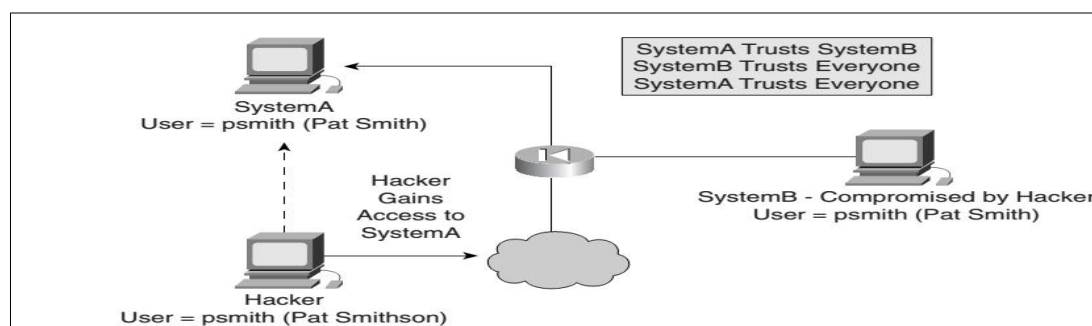 SystemA Trusts SystemB
SystemB Trusts Everyone
SystemA Trusts Everyone
SystemA
User = psmith (Pat Smith)
Hacker
Gains
Access to
SystemA
SystemB - Compromised by Hacker
User = psmith (Pat Smith)
Hacker
User = psmith (Pat Smithson)